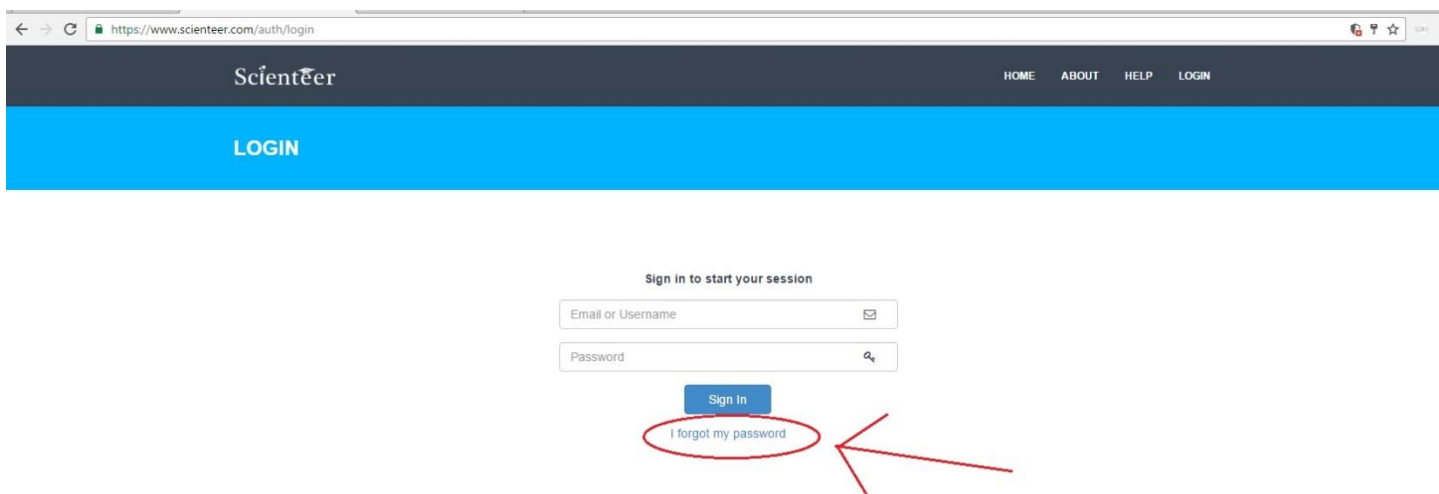 https://www.scienteer.com/auth/login
Scienteer
HOME ABOUT HELP LOGIN
LOGIN
Sign in to start your session
Email or Username
Password
Sign In
I forgot my password